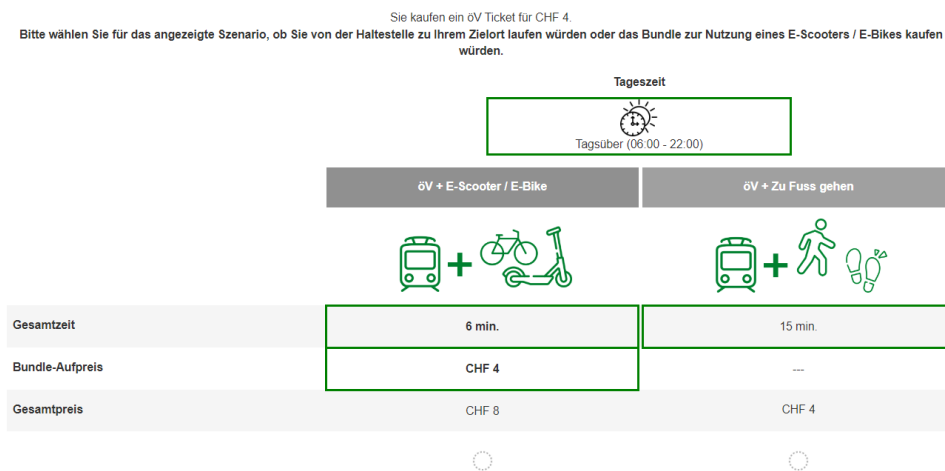 Sie kaufen ein öV Ticket für CHF 4.
Bitte wählen Sie für das angezeigte Szenario, ob Sie von der Haltestelle zu Ihrem Zielort laufen würden oder das Bundle zur Nutzung eines E-Scooters / E-Bikes kaufen
würden.
Tageszeit
Tagsüber (06:00 - 22:00)
öV + E-Scooter / E-Bike öV + Zu Fuss gehen
Gesamtzeit 6 min. 15 min.
Bundle-Aufpreis CHF 4 ---
Gesamtpreis CHF 8 CHF 4